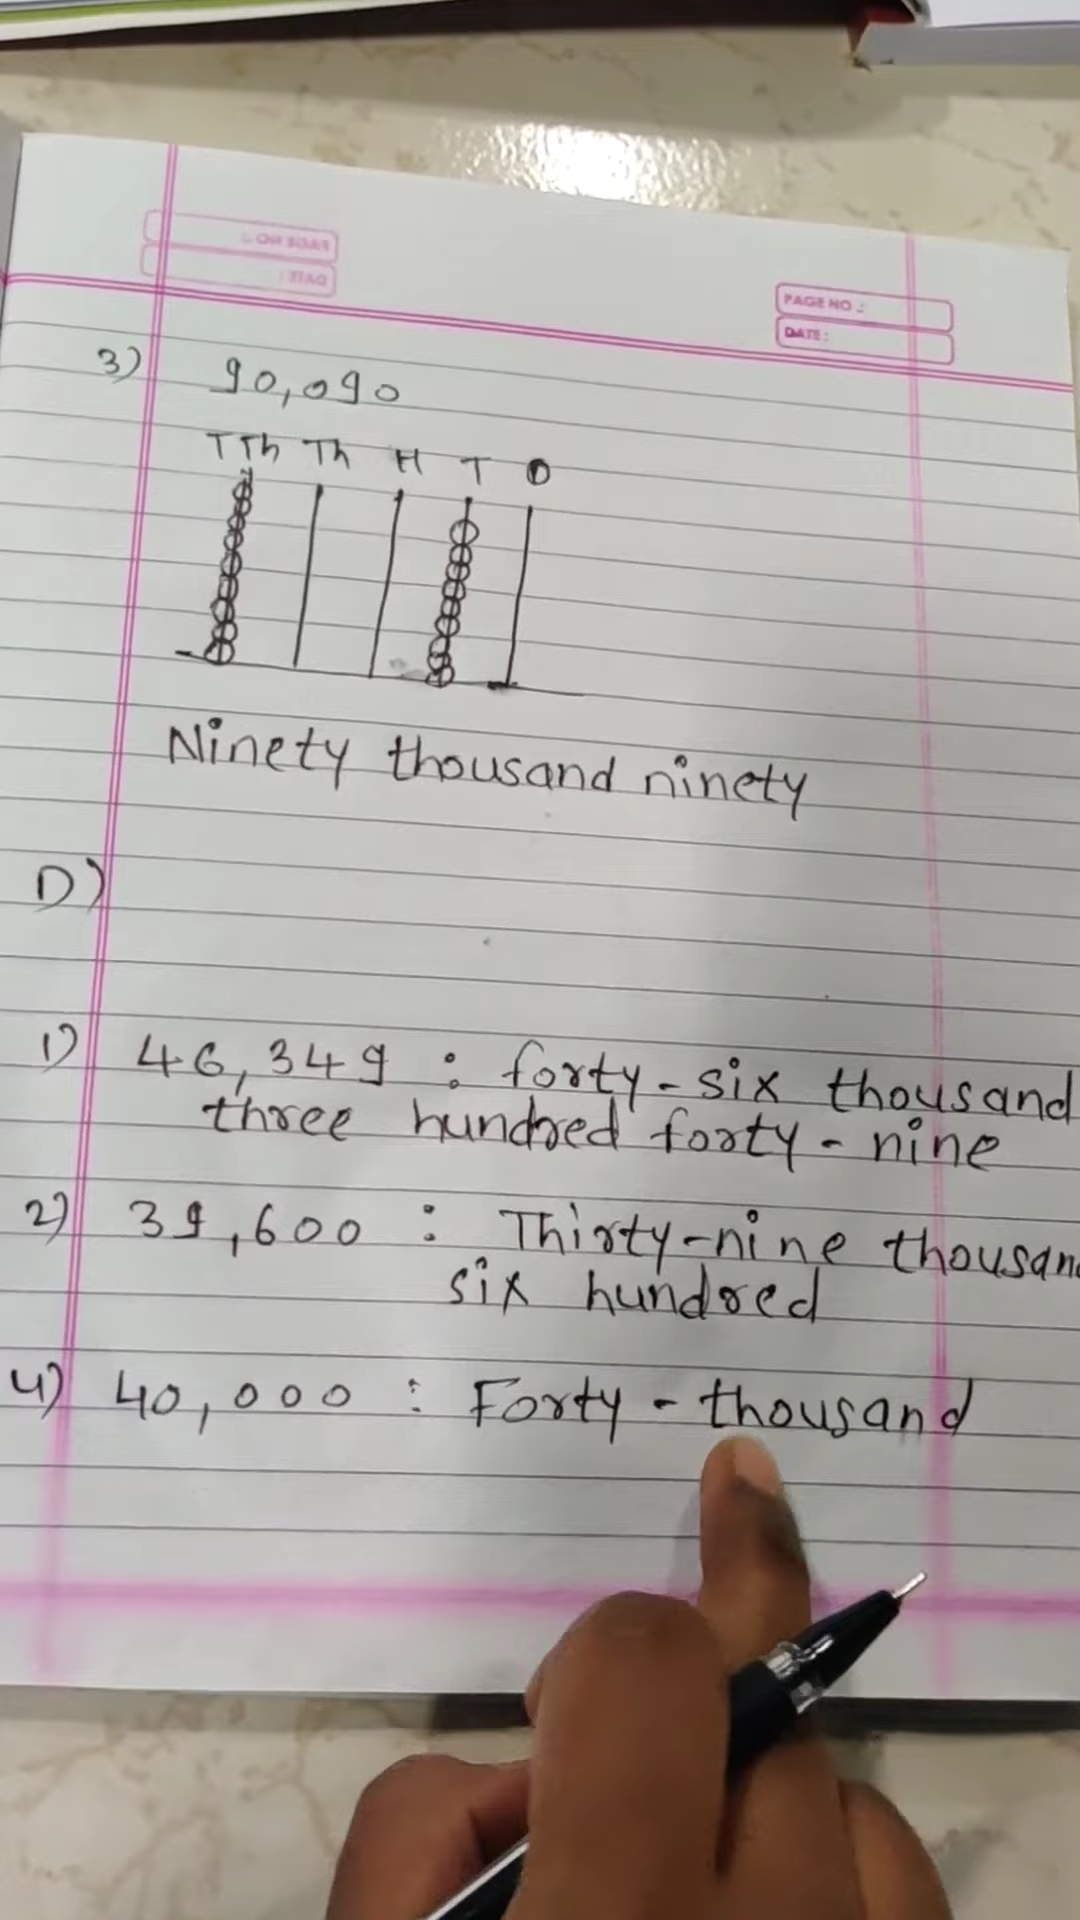 PAGE NO.:
DATE:
3) 90,090
T Th Th H T O
Ninety thousand ninety
D)
1) 46,349 : forty-six thousand
three hundred forty-nine
2) 39,600 : Thirty-nine thousan
six hundred
4) 40,000 : Forty-thousand